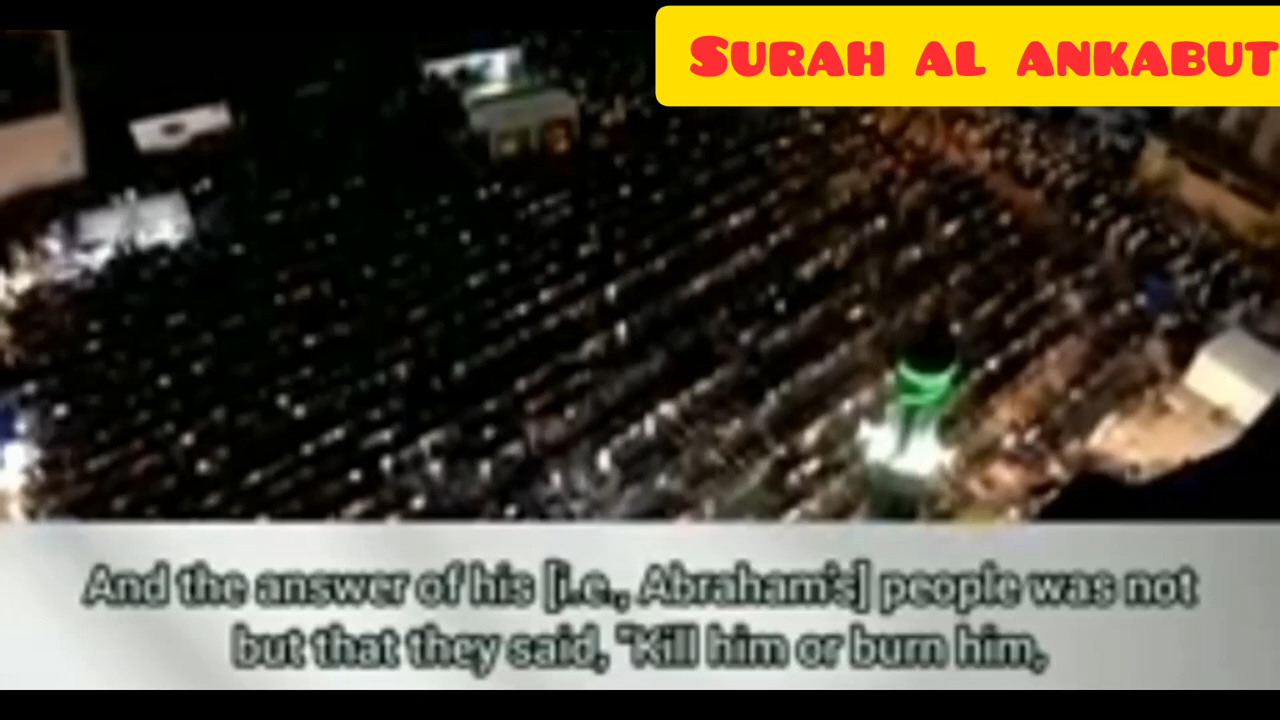 SURAH AL ANKABUT
And the answer of his [i.e., Abraham's] people was not
but that they said, "Kill him or burn him,